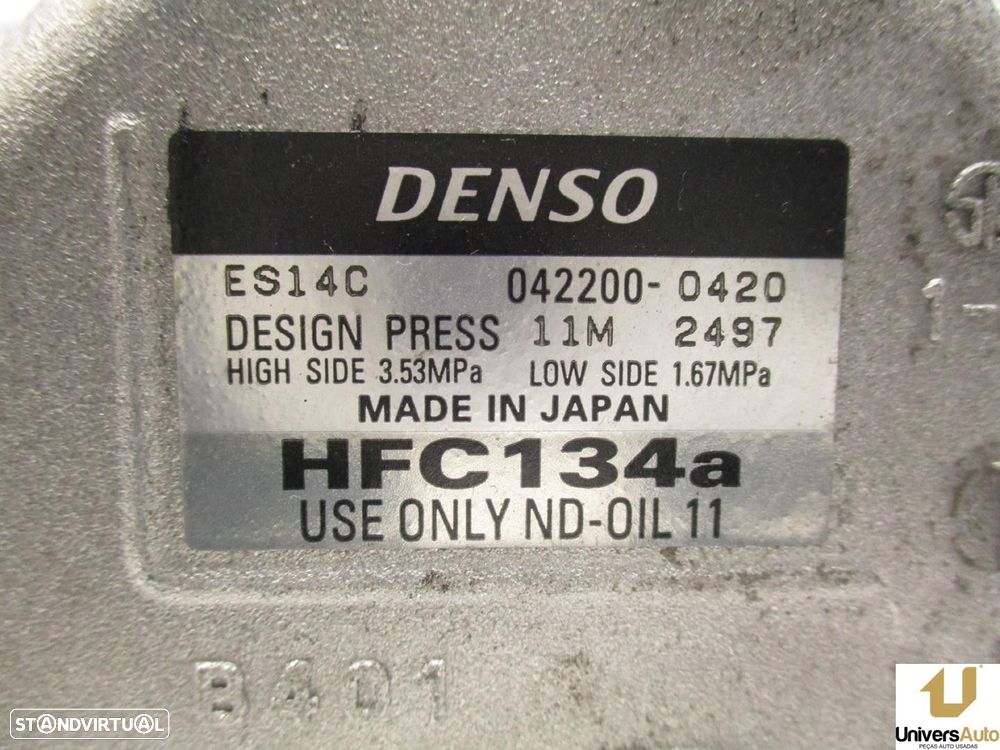 DENSO
ES14C 042200-0420
DESIGN PRESS 11M 2497
HIGH SIDE 3.53MPa LOW SIDE 1.67MPa
MADE IN JAPAN
HFC134a
USE ONLY ND-OIL 11
B401
STANDVIRTUAL
UniversAuto
PEÇAS AUTO USADAS